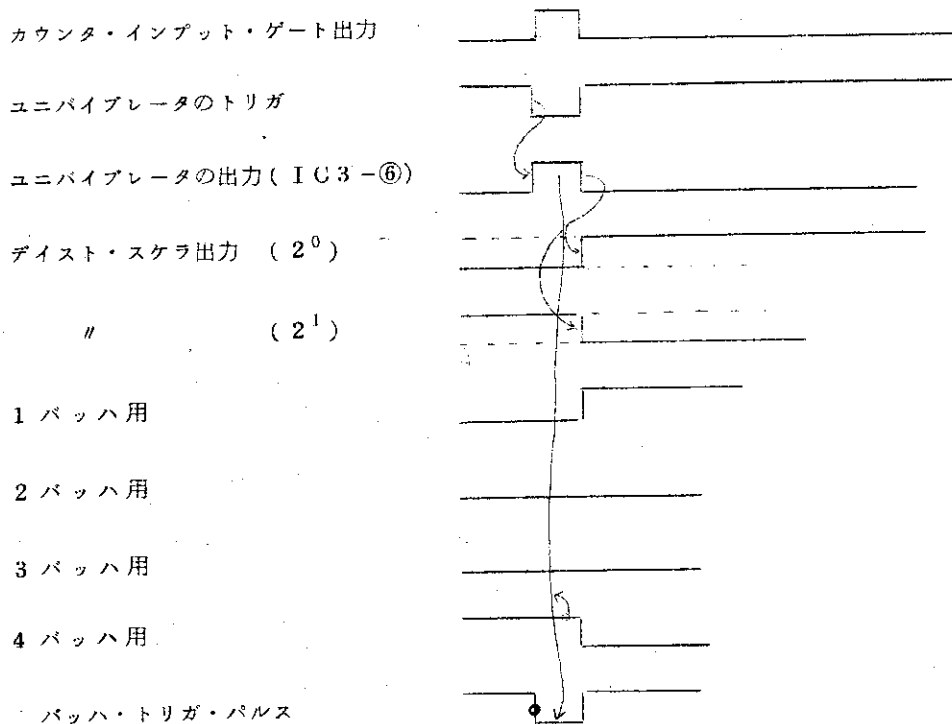 カウンタ・インプット・ゲート出力
ユニバイブレータのトリガ
ユニバイブレータの出力(IC3-⑥)
デイスト・スケラ出力 (2⁰)
〃 (2¹)
1 バッハ用
2 バッハ用
3 バッハ用
4 バッハ用
バッハ・トリガ・パルス